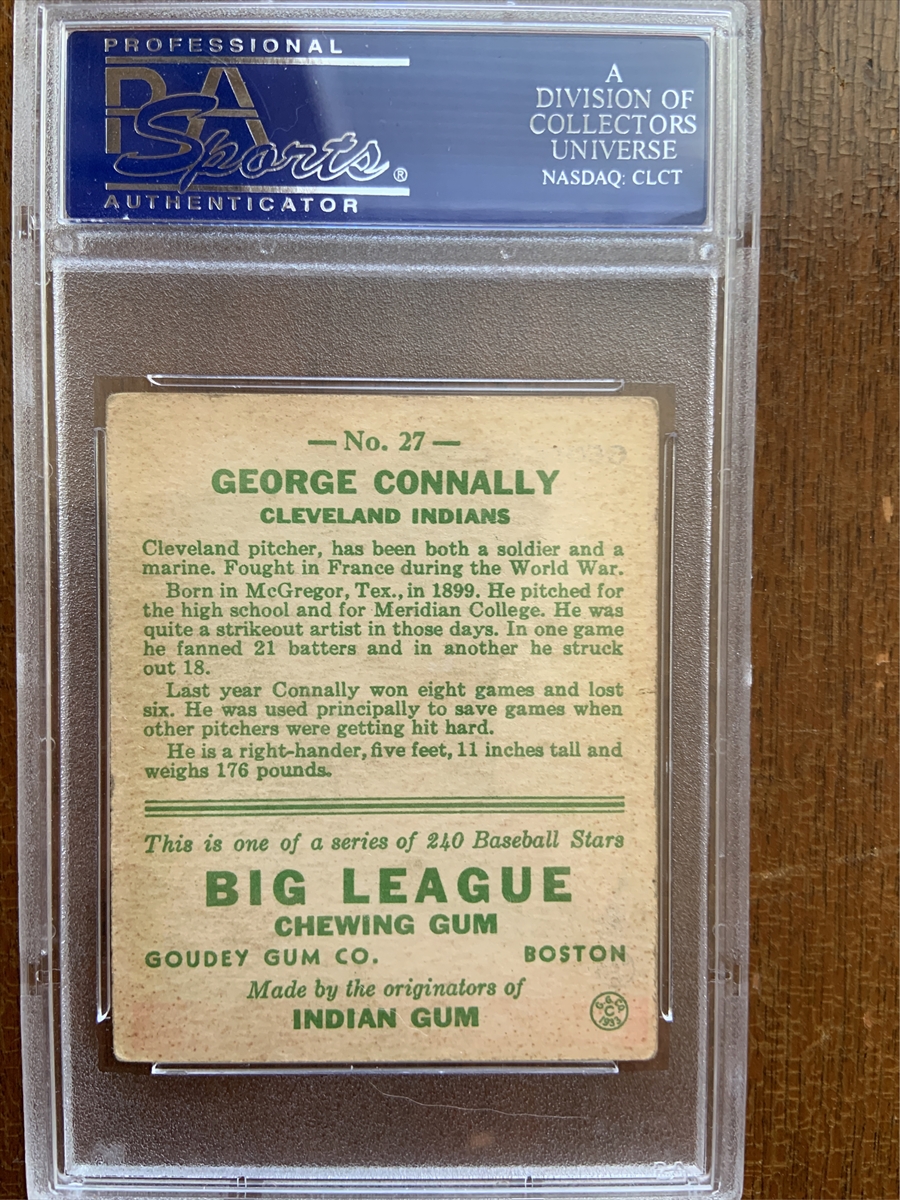 PROFESSIONAL
PSA
Sports®
AUTHENTICATOR
A
DIVISION OF
COLLECTORS
UNIVERSE
NASDAQ: CLCT
— No. 27 —
GEORGE CONNALLY
CLEVELAND INDIANS
Cleveland pitcher, has been both a soldier and a
marine. Fought in France during the World War.
Born in McGregor, Tex., in 1899. He pitched for
the high school and for Meridian College. He was
quite a strikeout artist in those days. In one game
he fanned 21 batters and in another he struck
out 18.
Last year Connally won eight games and lost
six. He was used principally to save games when
other pitchers were getting hit hard.
He is a right-hander, five feet, 11 inches tall and
weighs 176 pounds.
This is one of a series of 240 Baseball Stars
BIG LEAGUE
CHEWING GUM
GOUDEY GUM CO. BOSTON
Made by the originators of
INDIAN GUM
G.G.Co.
C
1933